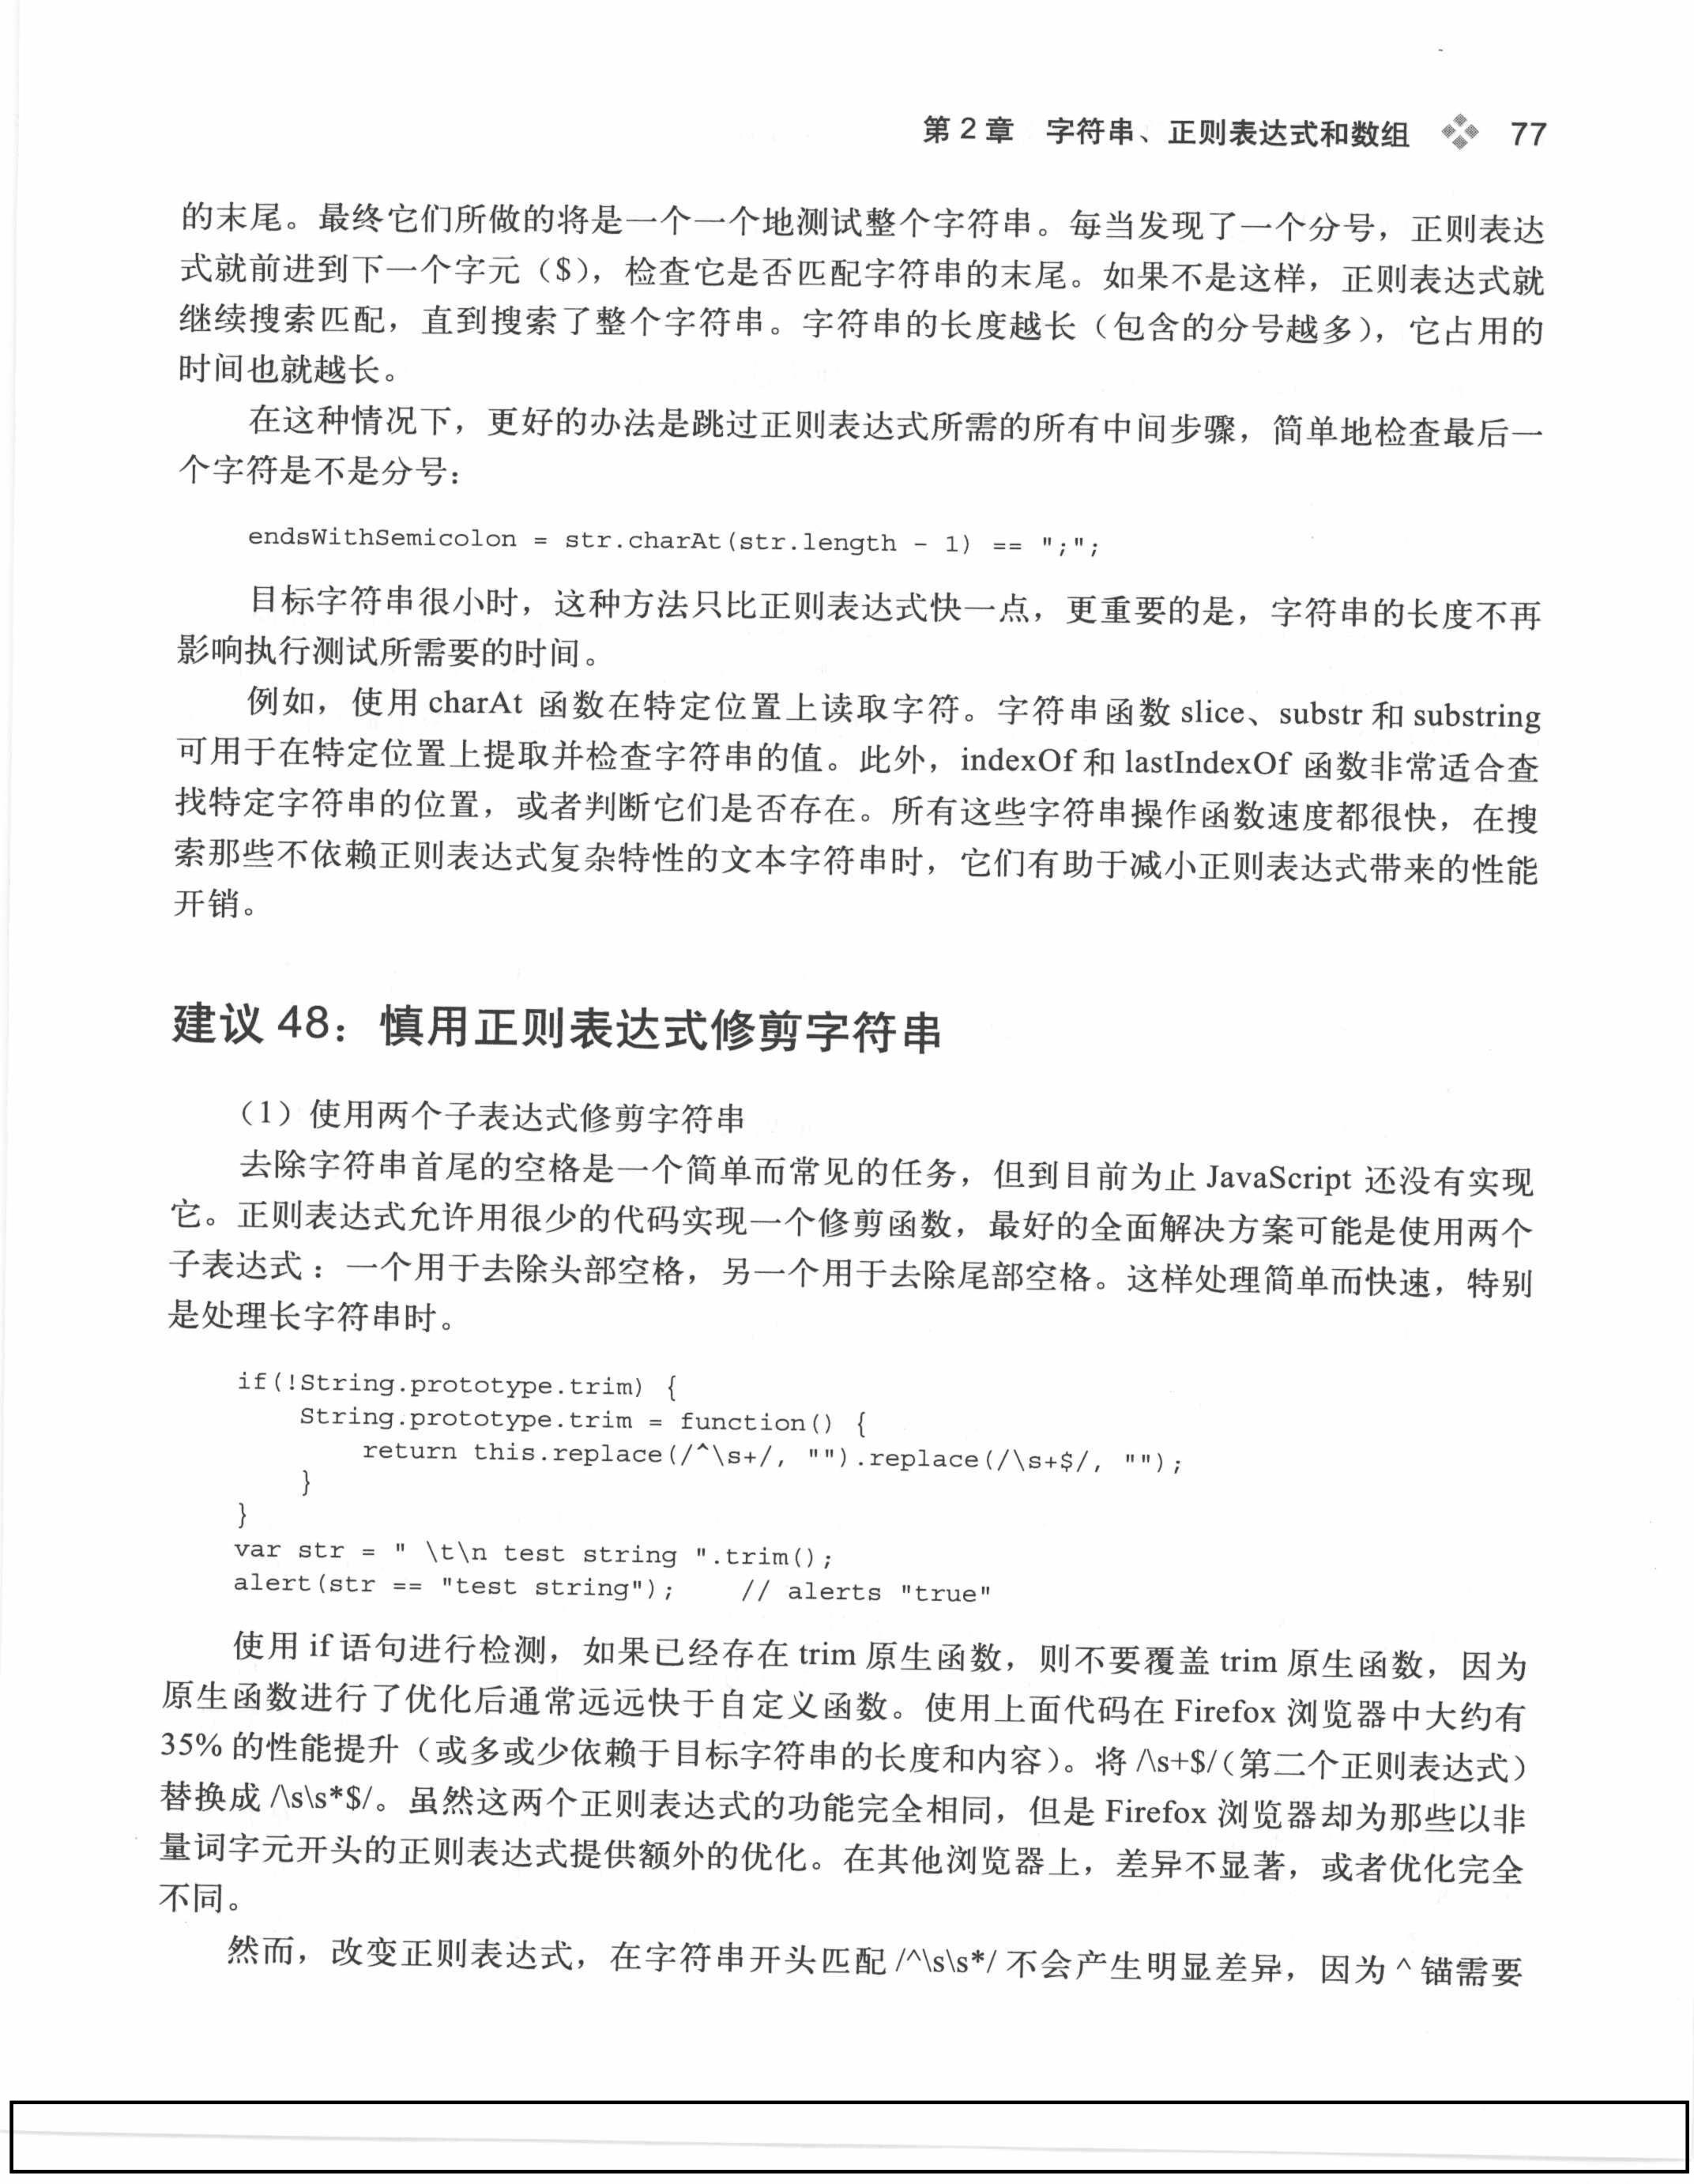 第 2 章　字符串、正则表达式和数组　77
的末尾。最终它们所做的将是一个一个地测试整个字符串。每当发现了一个分号，正则表达
式就前进到下一个字元（$），检查它是否匹配字符串的末尾。如果不是这样，正则表达式就
继续搜索匹配，直到搜索了整个字符串。字符串的长度越长（包含的分号越多），它占用的
时间也就越长。
在这种情况下，更好的办法是跳过正则表达式所需的所有中间步骤，简单地检查最后一
个字符是不是分号：
endsWithSemicolon = str.charAt(str.length - 1) == ";";
目标字符串很小时，这种方法只比正则表达式快一点，更重要的是，字符串的长度不再
影响执行测试所需要的时间。
例如，使用 charAt 函数在特定位置上读取字符。字符串函数 slice、substr 和 substring
可用于在特定位置上提取并检查字符串的值。此外，indexOf 和 lastIndexOf 函数非常适合查
找特定字符串的位置，或者判断它们是否存在。所有这些字符串操作函数速度都很快，在搜
索那些不依赖正则表达式复杂特性的文本字符串时，它们有助于减小正则表达式带来的性能
开销。
建议 48：慎用正则表达式修剪字符串
（1）使用两个子表达式修剪字符串
去除字符串首尾的空格是一个简单而常见的任务，但到目前为止 JavaScript 还没有实现
它。正则表达式允许用很少的代码实现一个修剪函数，最好的全面解决方案可能是使用两个
子表达式：一个用于去除头部空格，另一个用于去除尾部空格。这样处理简单而快速，特别
是处理长字符串时。
if(!String.prototype.trim) {
    String.prototype.trim = function() {
        return this.replace(/^\s+/, "").replace(/\s+$/, "");
    }
}
var str = " \t\n test string ".trim();
alert(str == "test string");    // alerts "true"
使用 if 语句进行检测，如果已经存在 trim 原生函数，则不要覆盖 trim 原生函数，因为
原生函数进行了优化后通常远远快于自定义函数。使用上面代码在 Firefox 浏览器中大约有
35% 的性能提升（或多或少依赖于目标字符串的长度和内容）。将 /\s+$/（第二个正则表达式）
替换成 /\s\s*$/。虽然这两个正则表达式的功能完全相同，但是 Firefox 浏览器却为那些以非
量词字元开头的正则表达式提供额外的优化。在其他浏览器上，差异不显著，或者优化完全
不同。
然而，改变正则表达式，在字符串开头匹配 /^\s\s*/ 不会产生明显差异，因为 ^ 锚需要